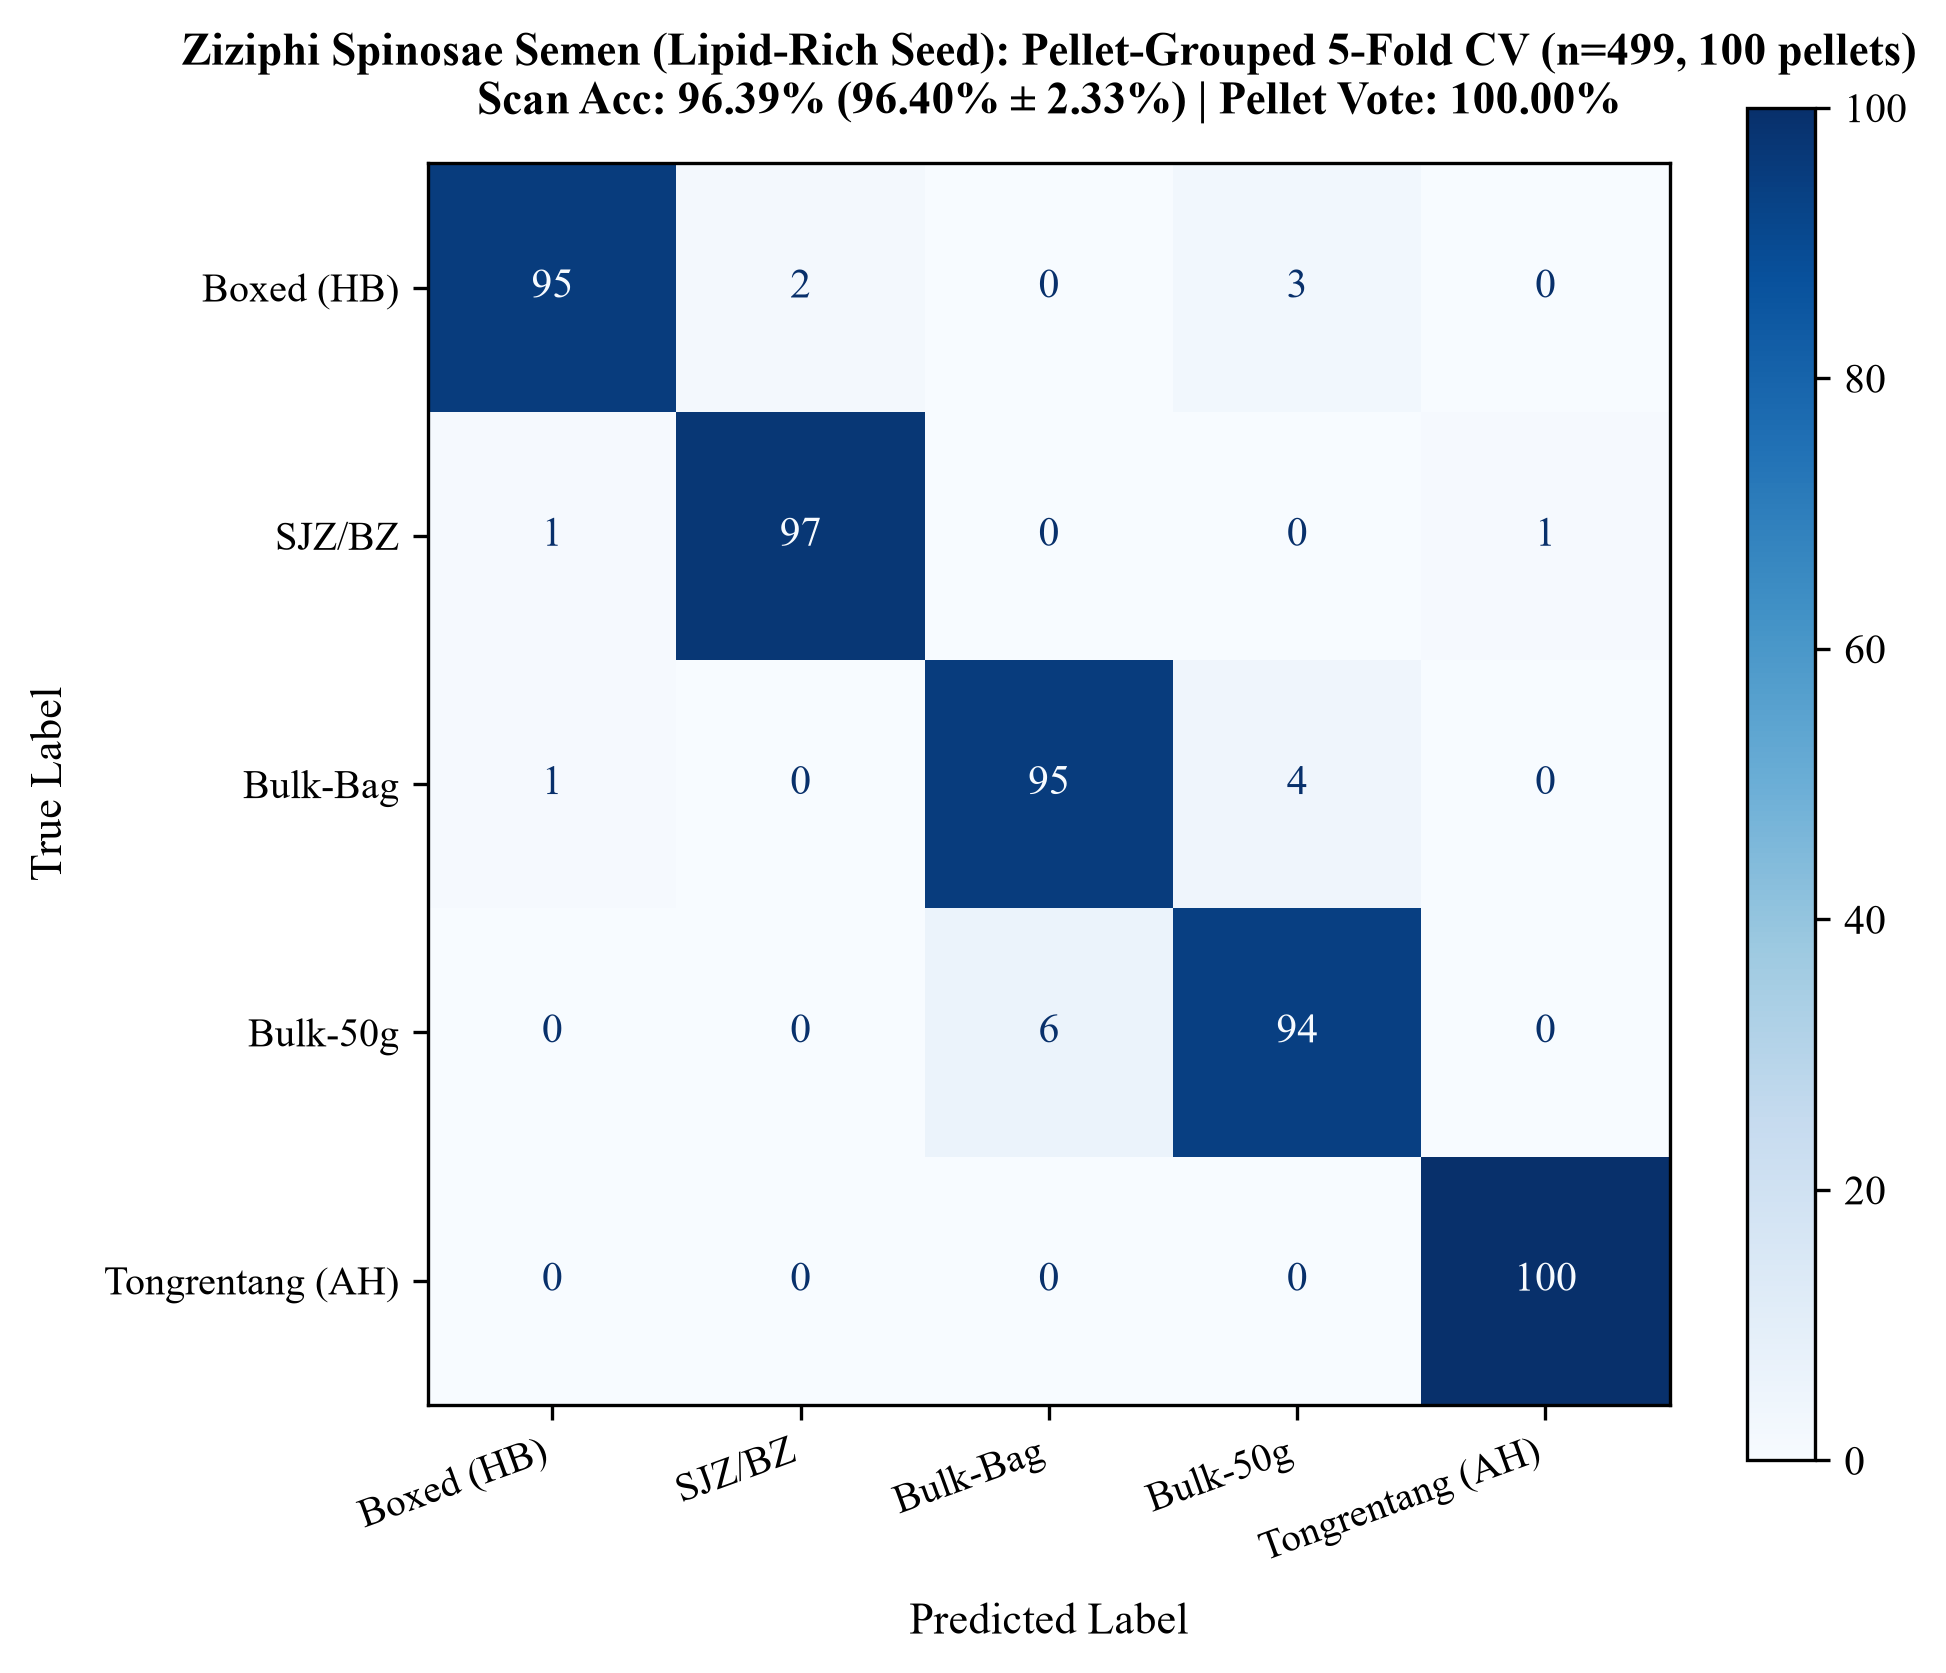 Ziziphi Spinosae Semen (Lipid-Rich Seed): Pellet-Grouped 5-Fold CV (n=499, 100 pellets)
Scan Acc: 96.39% (96.40% ± 2.33%) | Pellet Vote: 100.00%
True Label
Boxed (HB) 95 2 0 3 0
SJZ/BZ 1 97 0 0 1
Bulk-Bag 1 0 95 4 0
Bulk-50g 0 0 6 94 0
Tongrentang (AH) 0 0 0 0 100
Boxed (HB) SJZ/BZ Bulk-Bag Bulk-50g Tongrentang (AH)
Predicted Label
100
80
60
40
20
0